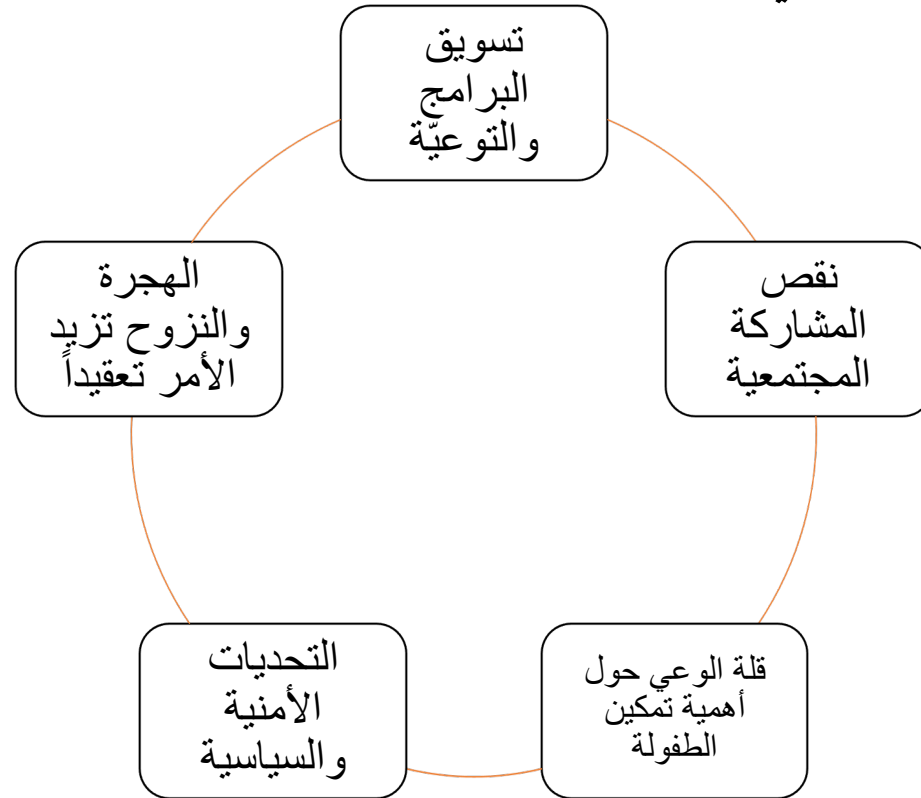 تسويق
البرامج
والتوعيّة
نقص
المشاركة
المجتمعية
قلة الوعي حول
أهمية تمكين
الطفولة
التحديات
الأمنية
والسياسية
الهجرة
والنزوح تزيد
الأمر تعقيداً